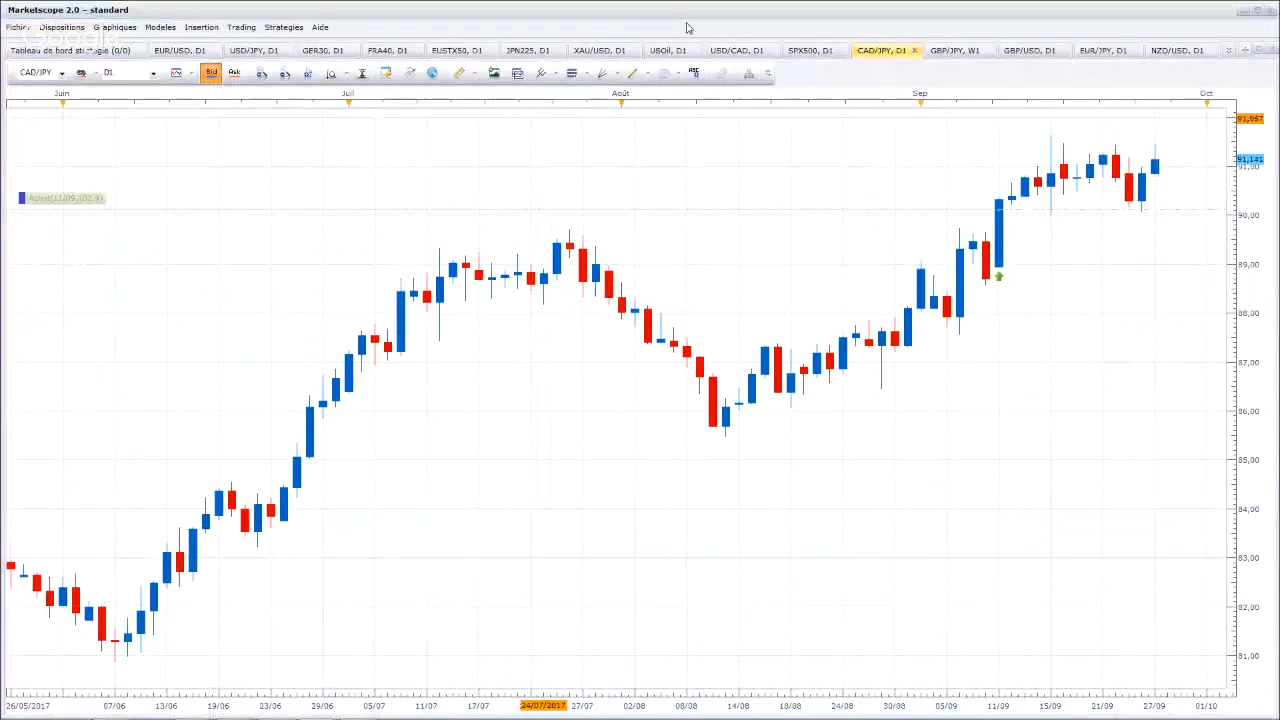 Marketscope 2.0 - standard
Fichier Dispositions Graphiques Modeles Insertion Trading Strategies Aide
Tableau de bord stratégie (0/0) EUR/USD, D1 USD/JPY, D1 GER30, D1 FRA40, D1 EUSTX50, D1 JPN225, D1 XAU/USD, D1 USOil, D1 USD/CAD, D1 SPX500, D1 CAD/JPY, D1 GBP/JPY, W1 GBP/USD, D1 EUR/JPY, D1 NZD/USD, D1
CAD/JPY D1 Bid Ask ABC
Juin Juil Août Sep Oct
91,957
91,141
91,00
Achat(11/09,102,9)
90,00
89,00
88,00
87,00
86,00
85,00
84,00
83,00
82,00
81,00
26/05/2017 07/06 13/06 19/06 23/06 29/06 05/07 11/07 17/07 24/07/2017 27/07 02/08 08/08 14/08 18/08 24/08 30/08 05/09 11/09 15/09 21/09 27/09 01/10